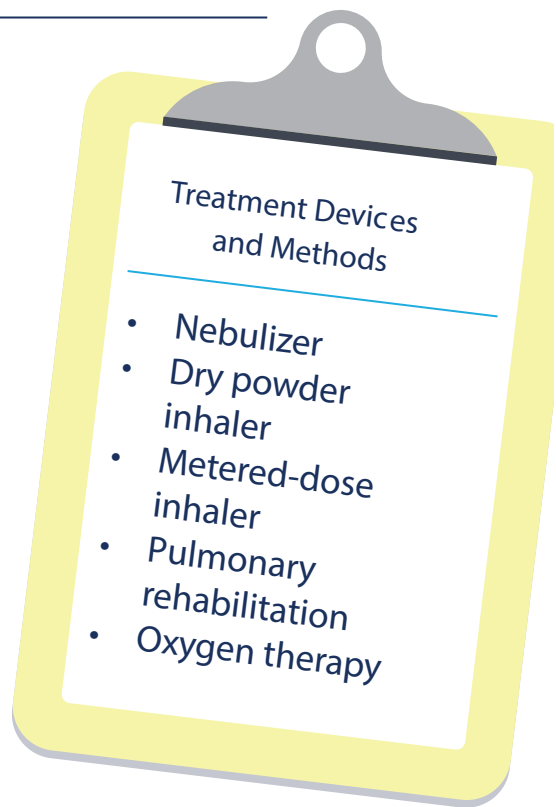 Treatment Devices
and Methods
• Nebulizer
• Dry powder
inhaler
• Metered-dose
inhaler
• Pulmonary
rehabilitation
• Oxygen therapy